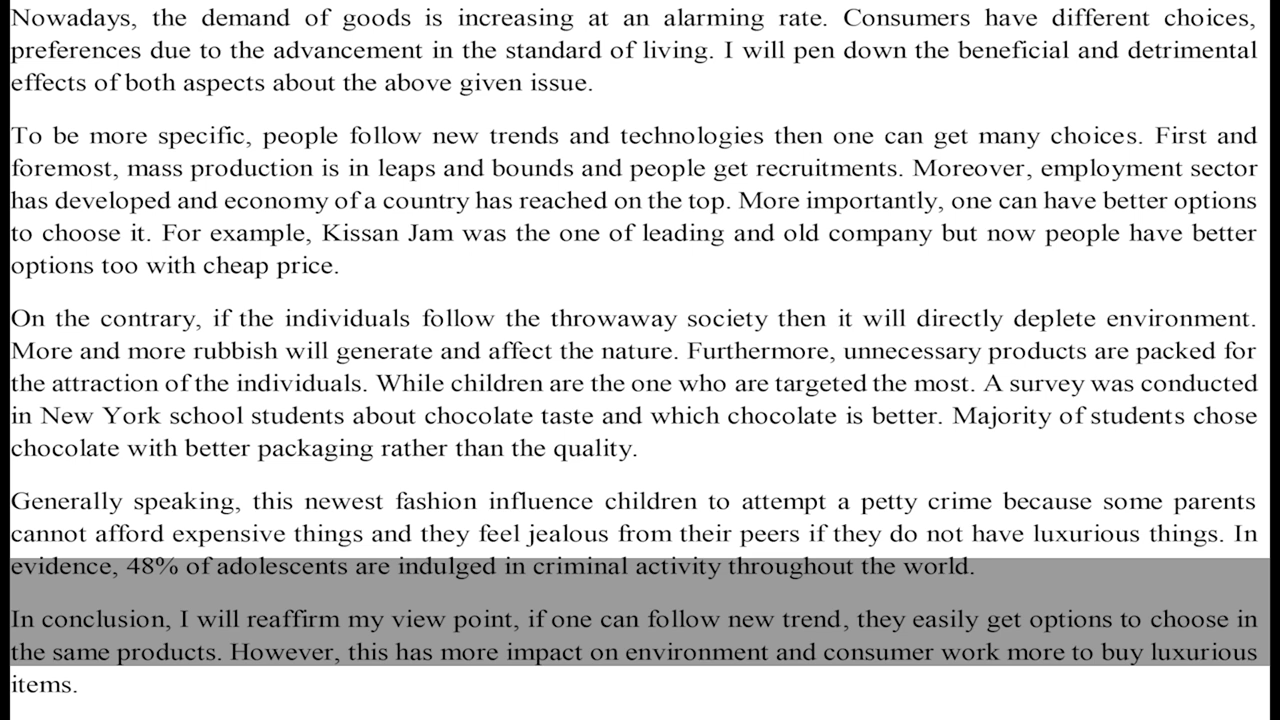 Nowadays, the demand of goods is increasing at an alarming rate. Consumers have different choices,
preferences due to the advancement in the standard of living. I will pen down the beneficial and detrimental
effects of both aspects about the above given issue.
To be more specific, people follow new trends and technologies then one can get many choices. First and
foremost, mass production is in leaps and bounds and people get recruitments. Moreover, employment sector
has developed and economy of a country has reached on the top. More importantly, one can have better options
to choose it. For example, Kissan Jam was the one of leading and old company but now people have better
options too with cheap price.
On the contrary, if the individuals follow the throwaway society then it will directly deplete environment.
More and more rubbish will generate and affect the nature. Furthermore, unnecessary products are packed for
the attraction of the individuals. While children are the one who are targeted the most. A survey was conducted
in New York school students about chocolate taste and which chocolate is better. Majority of students chose
chocolate with better packaging rather than the quality.
Generally speaking, this newest fashion influence children to attempt a petty crime because some parents
cannot afford expensive things and they feel jealous from their peers if they do not have luxurious things. In
evidence, 48% of adolescents are indulged in criminal activity throughout the world.
In conclusion, I will reaffirm my view point, if one can follow new trend, they easily get options to choose in
the same products. However, this has more impact on environment and consumer work more to buy luxurious
items.